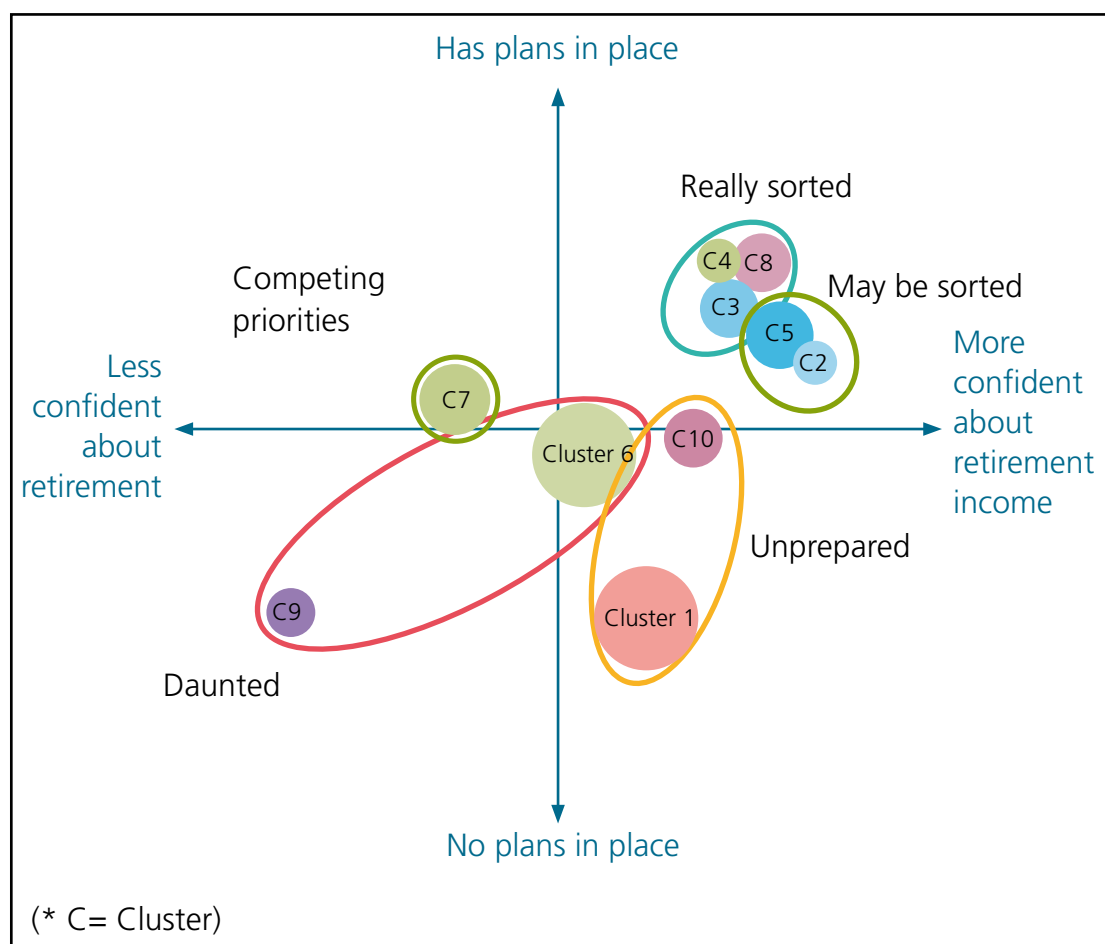 Has plans in place
Really sorted
C4
C8
Competing
priorities
May be sorted
C3
C5
C2
Less
confident
about
retirement
C7
More
confident
about
retirement
income
C10
Cluster 6
Unprepared
C9
Cluster 1
Daunted
No plans in place
(* C= Cluster)